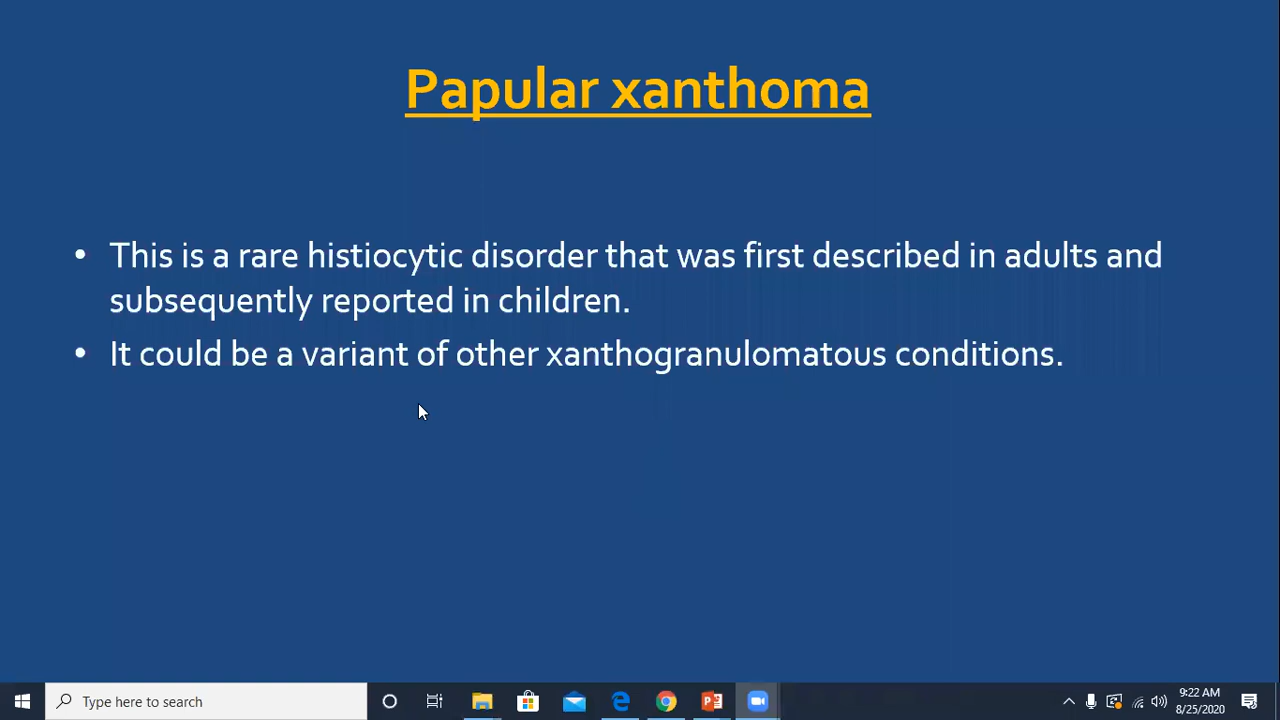 Papular xanthoma
• This is a rare histiocytic disorder that was first described in adults and
subsequently reported in children.
• It could be a variant of other xanthogranulomatous conditions.
Type here to search
9:22 AM
8/25/2020